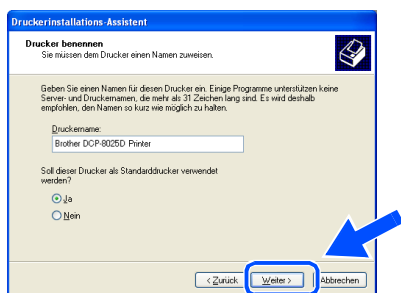 Druckerinstallations-Assistent
Drucker benennen
Sie müssen dem Drucker einen Namen zuweisen.
Geben Sie einen Namen für diesen Drucker ein. Einige Programme unterstützen keine
Server- und Druckernamen, die mehr als 31 Zeichen lang sind. Es wird deshalb
empfohlen, den Namen so kurz wie möglich zu halten.
Druckername:
Brother DCP-8025D Printer
Soll dieser Drucker als Standarddrucker verwendet
werden?
Ja
Nein
< Zurück
Weiter >
Abbrechen